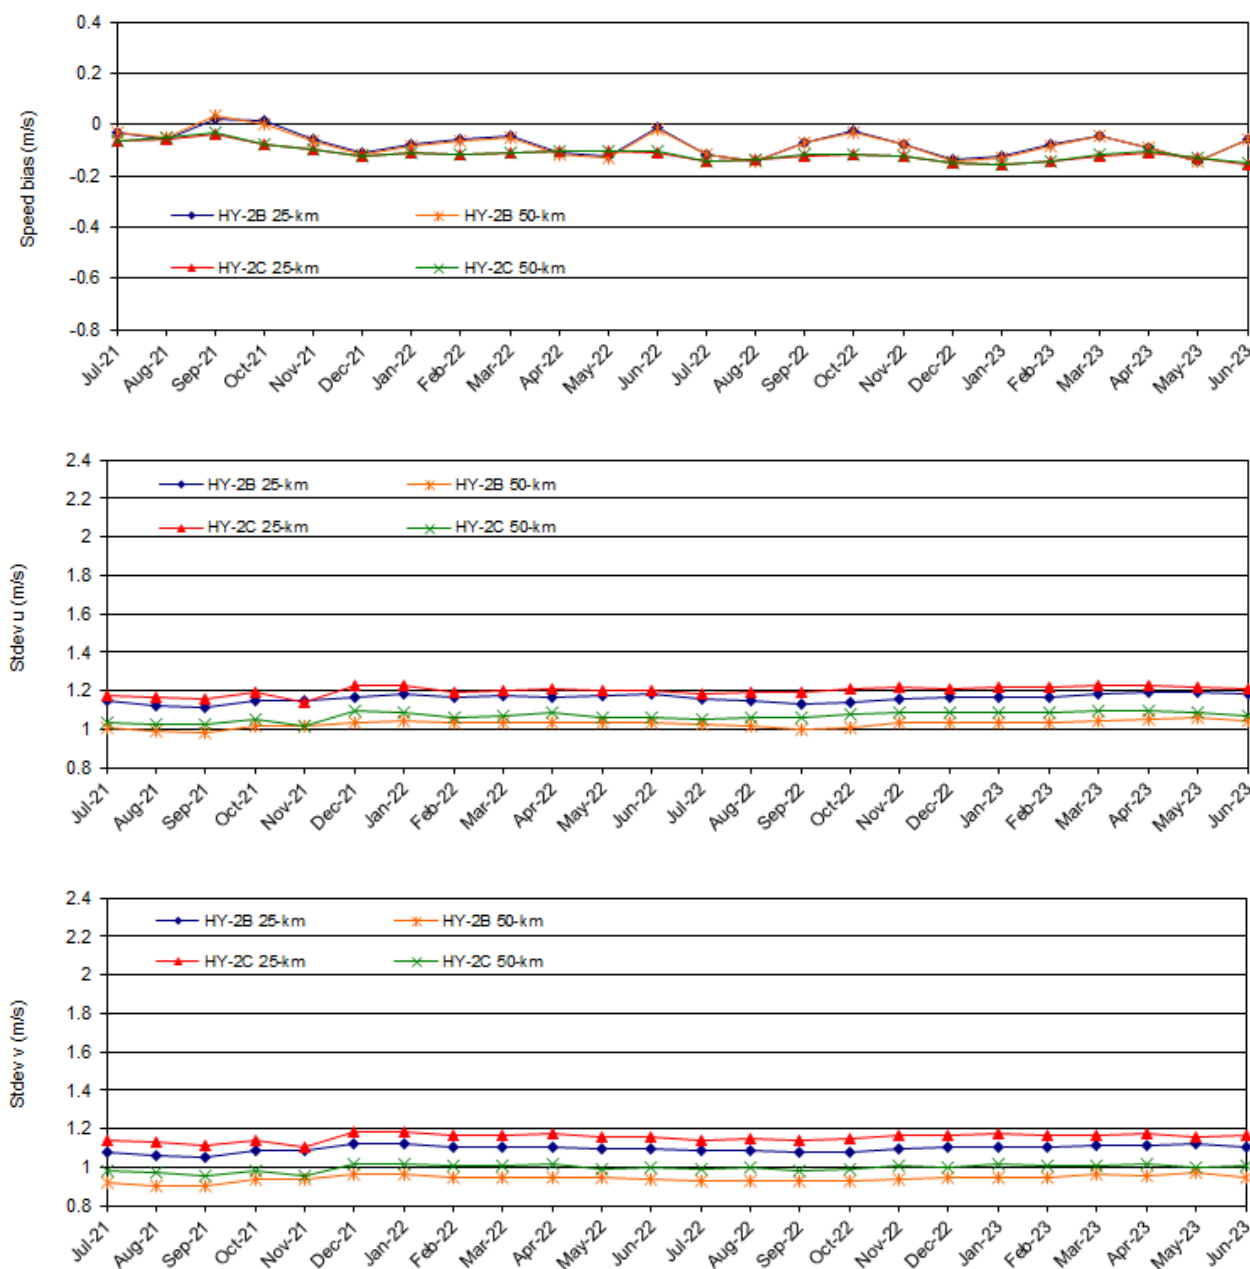 0.4
0.2
0
-0.2
-0.4
-0.6
-0.8
Speed bias (m/s)
HY-2B 25-km HY-2B 50-km
HY-2C 25-km HY-2C 50-km
Jul-21 Aug-21 Sep-21 Oct-21 Nov-21 Dec-21 Jan-22 Feb-22 Mar-22 Apr-22 May-22 Jun-22 Jul-22 Aug-22 Sep-22 Oct-22 Nov-22 Dec-22 Jan-23 Feb-23 Mar-23 Apr-23 May-23 Jun-23
2.4
2.2
2
1.8
1.6
1.4
1.2
1
0.8
Stdev u (m/s)
HY-2B 25-km HY-2B 50-km
HY-2C 25-km HY-2C 50-km
Jul-21 Aug-21 Sep-21 Oct-21 Nov-21 Dec-21 Jan-22 Feb-22 Mar-22 Apr-22 May-22 Jun-22 Jul-22 Aug-22 Sep-22 Oct-22 Nov-22 Dec-22 Jan-23 Feb-23 Mar-23 Apr-23 May-23 Jun-23
2.4
2.2
2
1.8
1.6
1.4
1.2
1
0.8
Stdev v (m/s)
HY-2B 25-km HY-2B 50-km
HY-2C 25-km HY-2C 50-km
Jul-21 Aug-21 Sep-21 Oct-21 Nov-21 Dec-21 Jan-22 Feb-22 Mar-22 Apr-22 May-22 Jun-22 Jul-22 Aug-22 Sep-22 Oct-22 Nov-22 Dec-22 Jan-23 Feb-23 Mar-23 Apr-23 May-23 Jun-23